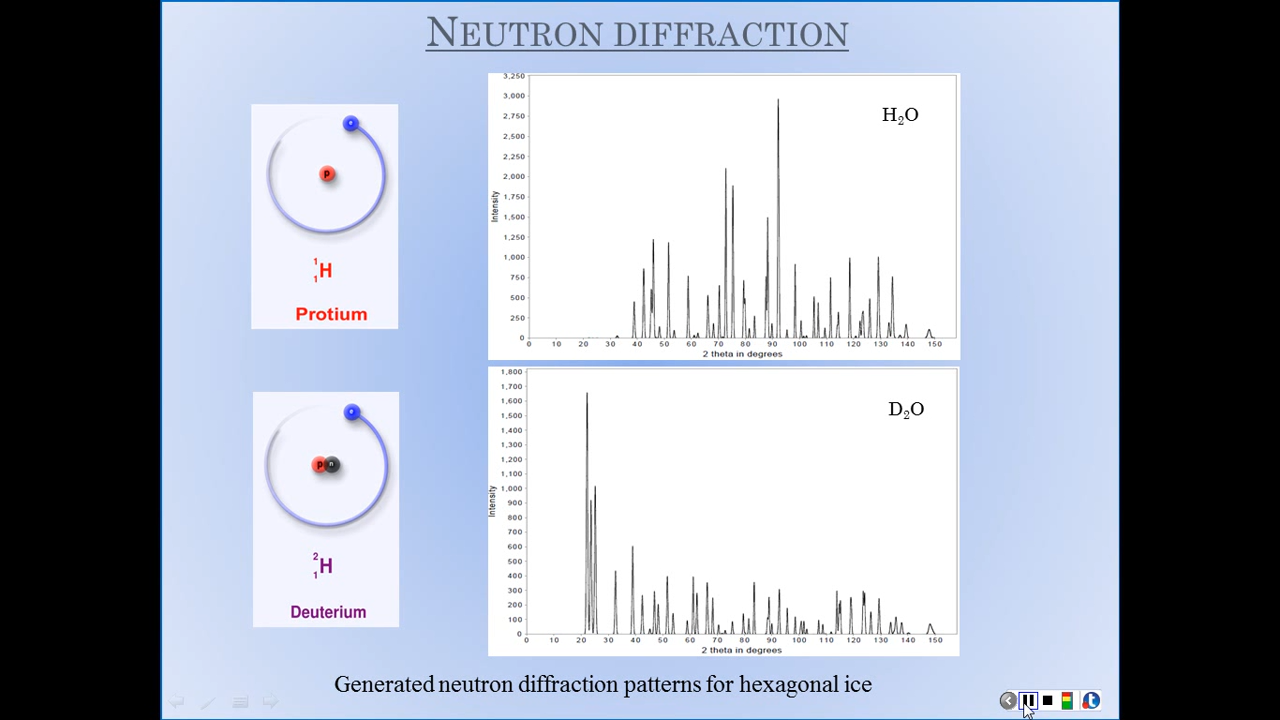 NEUTRON DIFFRACTION
p
¹₁H
Protium
3,250
3,000
2,750
2,500
2,250
2,000
1,750
1,500
1,250
1,000
750
500
250
0
Intensity
H₂O
0 10 20 30 40 50 60 70 80 90 100 110 120 130 140 150
2 theta in degrees
p n
²₁H
Deuterium
1,800
1,700
1,600
1,500
1,400
1,300
1,200
1,100
1,000
900
800
700
600
500
400
300
200
100
0
Intensity
D₂O
0 10 20 30 40 50 60 70 80 90 100 110 120 130 140 150
2 theta in degrees
Generated neutron diffraction patterns for hexagonal ice